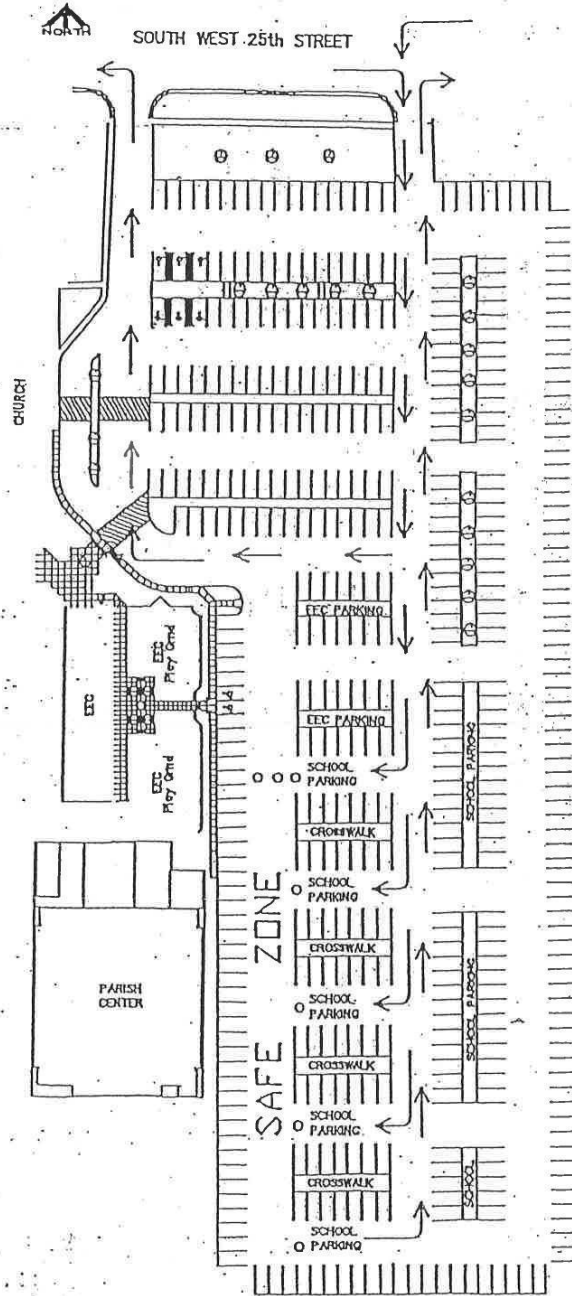 NORTH
SOUTH WEST 25th STREET
CHURCH
EEC PARKING
EEC
EEC
Play Grnd
EEC
Play Grnd
EEC PARKING
SCHOOL
PARKING
SCHOOL PARKING
CROSSWALK
SCHOOL
PARKING
SAFE ZONE
CROSSWALK
PARISH
CENTER
SCHOOL
PARKING
SCHOOL PARKING
CROSSWALK
SCHOOL
PARKING
CROSSWALK
SCHOOL
SCHOOL
PARKING